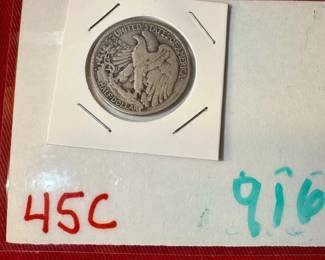 UNITED STATES OF AMERICA
HALF DOLLAR
45C
916